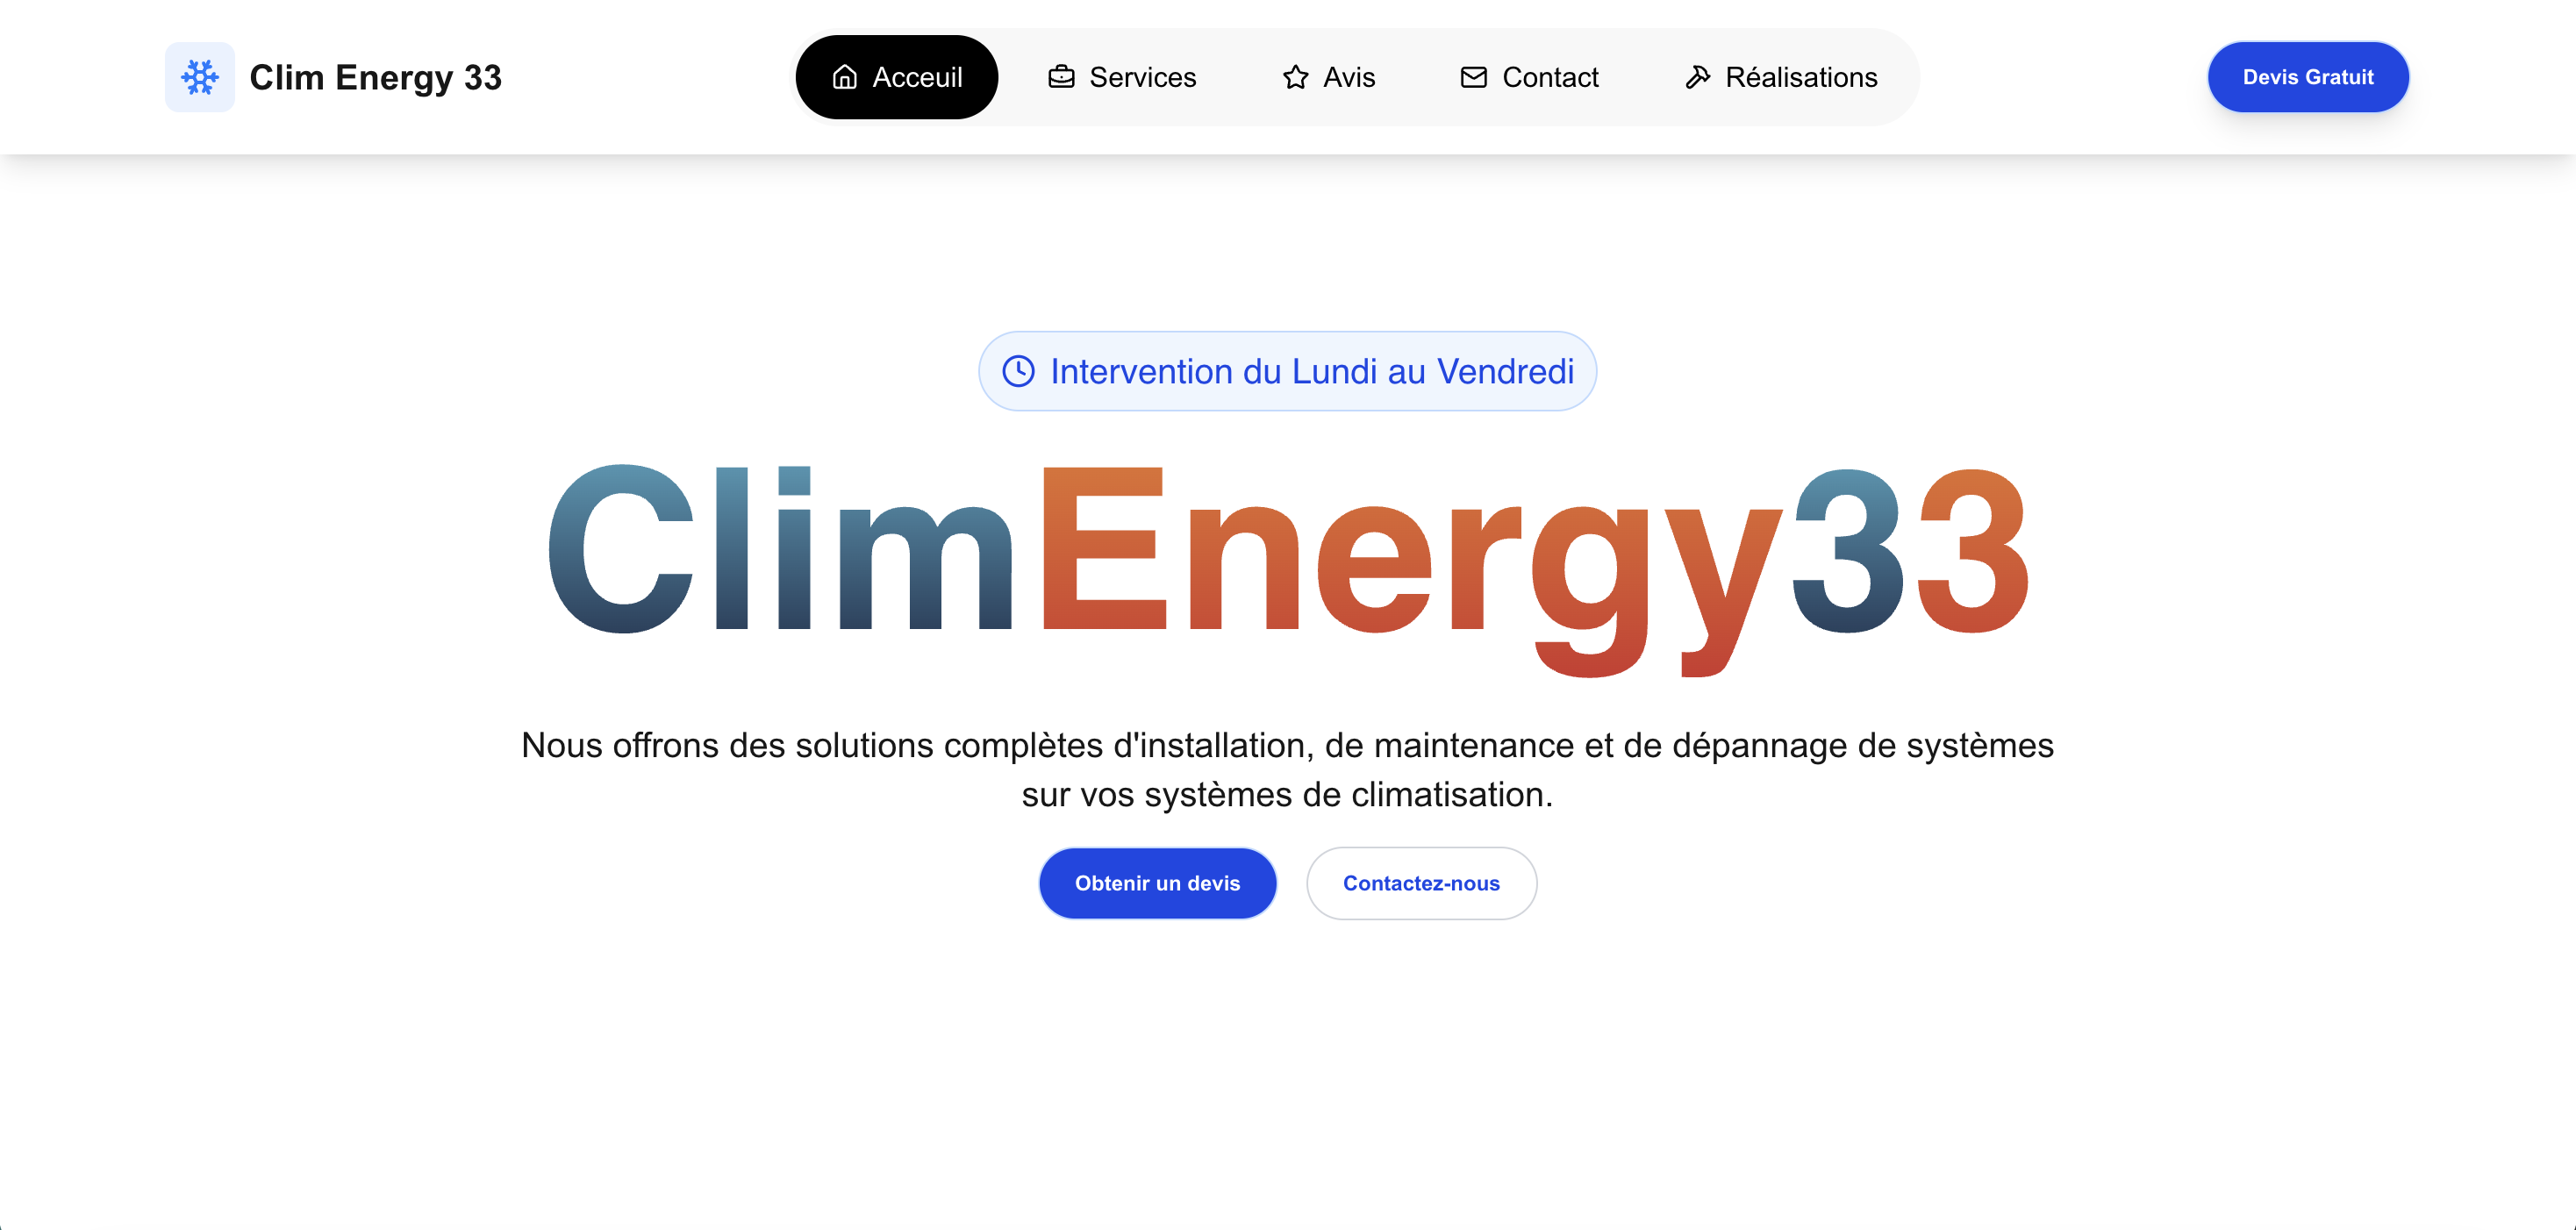 Clim Energy 33
Acceuil
Services
Avis
Contact
Réalisations
Devis Gratuit
Intervention du Lundi au Vendredi
ClimEnergy33
Nous offrons des solutions complètes d'installation, de maintenance et de dépannage de systèmes
sur vos systèmes de climatisation.
Obtenir un devis
Contactez-nous